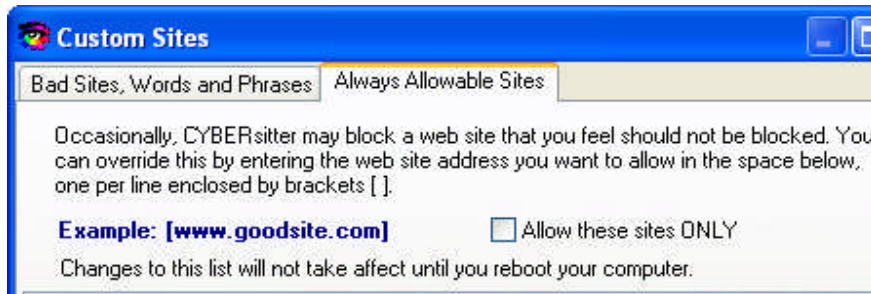 Custom Sites
Bad Sites, Words and Phrases Always Allowable Sites
Occasionally, CYBERsitter may block a web site that you feel should not be blocked. You
can override this by entering the web site address you want to allow in the space below,
one per line enclosed by brackets [ ].
Example: [www.goodsite.com] Allow these sites ONLY
Changes to this list will not take affect until you reboot your computer.